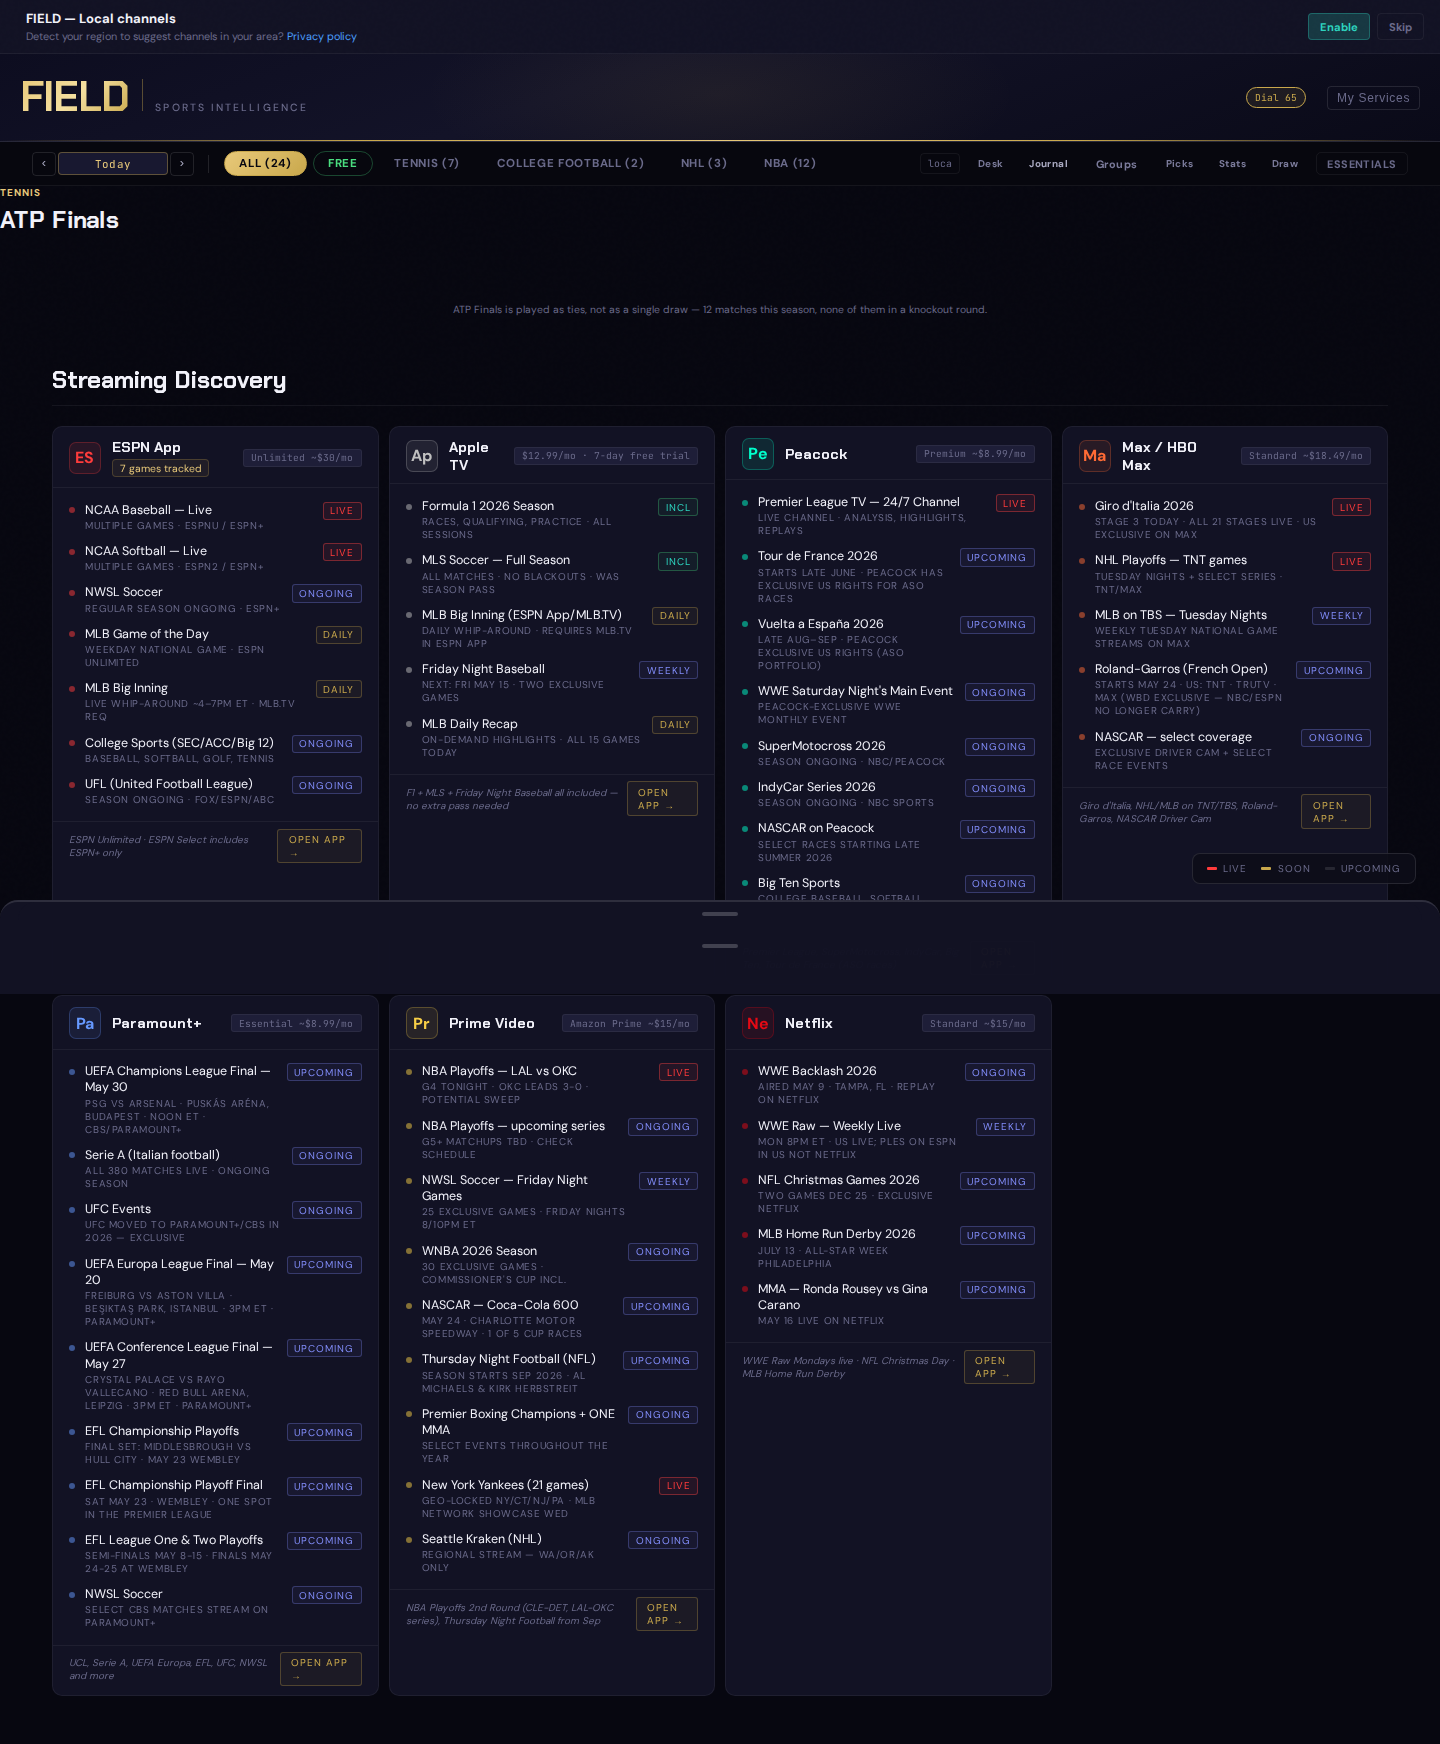 FIELD — Local channels
Detect your region to suggest channels in your area? Privacy policy
Enable
Skip
FIELD
SPORTS INTELLIGENCE
Dial 65
My Services
‹
Today
›
ALL (24)
FREE
TENNIS (7)
COLLEGE FOOTBALL (2)
NHL (3)
NBA (12)
loca
Desk
Journal
Groups
Picks
Stats
Draw
ESSENTIALS
TENNIS
ATP Finals
ATP Finals is played as ties, not as a single draw — 12 matches this season, none of them in a knockout round.
Streaming Discovery
ES
ESPN App
7 games tracked
Unlimited ~$30/mo
NCAA Baseball — Live
LIVE
MULTIPLE GAMES · ESPNU / ESPN+
NCAA Softball — Live
LIVE
MULTIPLE GAMES · ESPN2 / ESPN+
NWSL Soccer
ONGOING
REGULAR SEASON ONGOING · ESPN+
MLB Game of the Day
DAILY
WEEKDAY NATIONAL GAME · ESPN
UNLIMITED
MLB Big Inning
DAILY
LIVE WHIP-AROUND ~4–7PM ET · MLB.TV
REQ
College Sports (SEC/ACC/Big 12)
ONGOING
BASEBALL, SOFTBALL, GOLF, TENNIS
UFL (United Football League)
ONGOING
SEASON ONGOING · FOX/ESPN/ABC
ESPN Unlimited · ESPN Select includes
ESPN+ only
OPEN APP
→
Ap
Apple
TV
$12.99/mo · 7-day free trial
Formula 1 2026 Season
INCL
RACES, QUALIFYING, PRACTICE · ALL
SESSIONS
MLS Soccer — Full Season
INCL
ALL MATCHES · NO BLACKOUTS · WAS
SEASON PASS
MLB Big Inning (ESPN App/MLB.TV)
DAILY
DAILY WHIP-AROUND · REQUIRES MLB.TV
IN ESPN APP
Friday Night Baseball
WEEKLY
NEXT: FRI MAY 15 · TWO EXCLUSIVE
GAMES
MLB Daily Recap
DAILY
ON-DEMAND HIGHLIGHTS · ALL 15 GAMES
TODAY
F1 + MLS + Friday Night Baseball all included —
no extra pass needed
OPEN
APP →
Pe
Peacock
Premium ~$8.99/mo
Premier League TV — 24/7 Channel
LIVE
LIVE CHANNEL · ANALYSIS, HIGHLIGHTS,
REPLAYS
Tour de France 2026
UPCOMING
STARTS LATE JUNE · PEACOCK HAS
EXCLUSIVE US RIGHTS FOR ASO
RACES
Vuelta a España 2026
UPCOMING
LATE AUG–SEP · PEACOCK
EXCLUSIVE US RIGHTS (ASO
PORTFOLIO)
WWE Saturday Night's Main Event
ONGOING
PEACOCK-EXCLUSIVE WWE
MONTHLY EVENT
SuperMotocross 2026
ONGOING
SEASON ONGOING · NBC/PEACOCK
IndyCar Series 2026
ONGOING
SEASON ONGOING · NBC SPORTS
NASCAR on Peacock
UPCOMING
SELECT RACES STARTING LATE
SUMMER 2026
Big Ten Sports
ONGOING
COLLEGE BASEBALL, SOFTBALL
Ma
Max / HBO
Max
Standard ~$18.49/mo
Giro d'Italia 2026
LIVE
STAGE 3 TODAY · ALL 21 STAGES LIVE · US
EXCLUSIVE ON MAX
NHL Playoffs — TNT games
LIVE
TUESDAY NIGHTS + SELECT SERIES ·
TNT/MAX
MLB on TBS — Tuesday Nights
WEEKLY
WEEKLY TUESDAY NATIONAL GAME
STREAMS ON MAX
Roland-Garros (French Open)
UPCOMING
STARTS MAY 24 · US: TNT · TRUTV ·
MAX (WBD EXCLUSIVE — NBC/ESPN
NO LONGER CARRY)
NASCAR — select coverage
ONGOING
EXCLUSIVE DRIVER CAM + SELECT
RACE EVENTS
Giro d'Italia, NHL/MLB on TNT/TBS, Roland-
Garros, NASCAR Driver Cam
OPEN
APP →
LIVE
SOON
UPCOMING
Pa
Paramount+
Essential ~$8.99/mo
UEFA Champions League Final —
May 30
UPCOMING
PSG VS ARSENAL · PUSKÁS ARÉNA,
BUDAPEST · NOON ET ·
CBS/PARAMOUNT+
Serie A (Italian football)
ONGOING
ALL 380 MATCHES LIVE · ONGOING
SEASON
UFC Events
ONGOING
UFC MOVED TO PARAMOUNT+/CBS IN
2026 — EXCLUSIVE
UEFA Europa League Final — May
20
UPCOMING
FREIBURG VS ASTON VILLA ·
BEŞIKTAŞ PARK, ISTANBUL · 3PM ET ·
PARAMOUNT+
UEFA Conference League Final —
May 27
UPCOMING
CRYSTAL PALACE VS RAYO
VALLECANO · RED BULL ARENA,
LEIPZIG · 3PM ET · PARAMOUNT+
EFL Championship Playoffs
UPCOMING
FINAL SET: MIDDLESBROUGH VS
HULL CITY · MAY 23 WEMBLEY
EFL Championship Playoff Final
UPCOMING
SAT MAY 23 · WEMBLEY · ONE SPOT
IN THE PREMIER LEAGUE
EFL League One & Two Playoffs
UPCOMING
SEMI-FINALS MAY 8–15 · FINALS MAY
24–25 AT WEMBLEY
NWSL Soccer
ONGOING
SELECT CBS MATCHES STREAM ON
PARAMOUNT+
UCL, Serie A, UEFA Europa, EFL, UFC, NWSL
and more
OPEN APP
→
Pr
Prime Video
Amazon Prime ~$15/mo
NBA Playoffs — LAL vs OKC
LIVE
G4 TONIGHT · OKC LEADS 3-0 ·
POTENTIAL SWEEP
NBA Playoffs — upcoming series
ONGOING
G5+ MATCHUPS TBD · CHECK
SCHEDULE
NWSL Soccer — Friday Night
Games
WEEKLY
25 EXCLUSIVE GAMES · FRIDAY NIGHTS
8/10PM ET
WNBA 2026 Season
ONGOING
30 EXCLUSIVE GAMES ·
COMMISSIONER'S CUP INCL.
NASCAR — Coca-Cola 600
UPCOMING
MAY 24 · CHARLOTTE MOTOR
SPEEDWAY · 1 OF 5 CUP RACES
Thursday Night Football (NFL)
UPCOMING
SEASON STARTS SEP 2026 · AL
MICHAELS & KIRK HERBSTREIT
Premier Boxing Champions + ONE
MMA
ONGOING
SELECT EVENTS THROUGHOUT THE
YEAR
New York Yankees (21 games)
LIVE
GEO-LOCKED NY/CT/NJ/PA · MLB
NETWORK SHOWCASE WED
Seattle Kraken (NHL)
ONGOING
REGIONAL STREAM — WA/OR/AK
ONLY
NBA Playoffs 2nd Round (CLE-DET, LAL-OKC
series), Thursday Night Football from Sep
OPEN
APP →
Ne
Netflix
Standard ~$15/mo
WWE Backlash 2026
ONGOING
AIRED MAY 9 · TAMPA, FL · REPLAY
ON NETFLIX
WWE Raw — Weekly Live
WEEKLY
MON 8PM ET · US LIVE; PLES ON ESPN
IN US NOT NETFLIX
NFL Christmas Games 2026
UPCOMING
TWO GAMES DEC 25 · EXCLUSIVE
NETFLIX
MLB Home Run Derby 2026
UPCOMING
JULY 13 · ALL-STAR WEEK
PHILADELPHIA
MMA — Ronda Rousey vs Gina
Carano
UPCOMING
MAY 16 LIVE ON NETFLIX
WWE Raw Mondays live · NFL Christmas Day ·
MLB Home Run Derby
OPEN
APP →